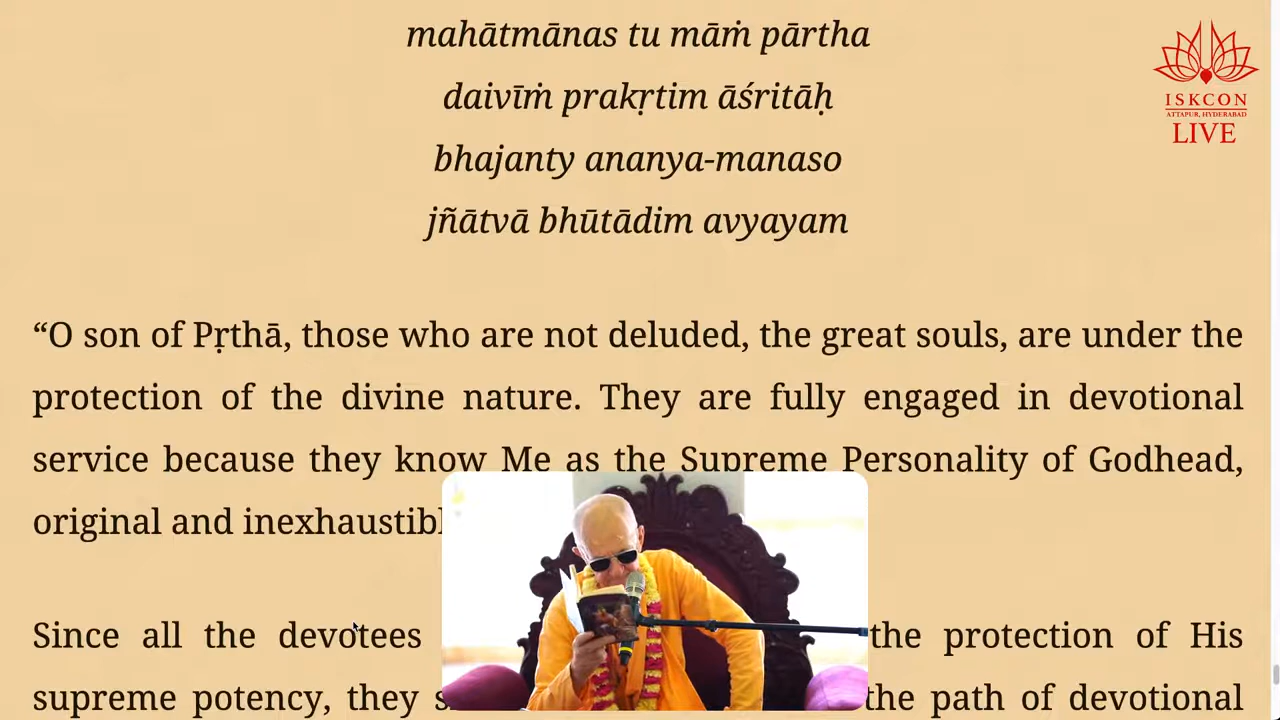 mahātmānas tu māṁ pārtha
daivīṁ prakṛtim āśritāḥ
bhajanty ananya-manaso
jñātvā bhūtādim avyayam
ISKCON
ATTAPUR, HYDERABAD
LIVE
“O son of Pṛthā, those who are not deluded, the great souls, are under the
protection of the divine nature. They are fully engaged in devotional
service because they know Me as the Supreme Personality of Godhead,
original and
Since all the devotees the protection of His
supreme potency, they the path of devotional